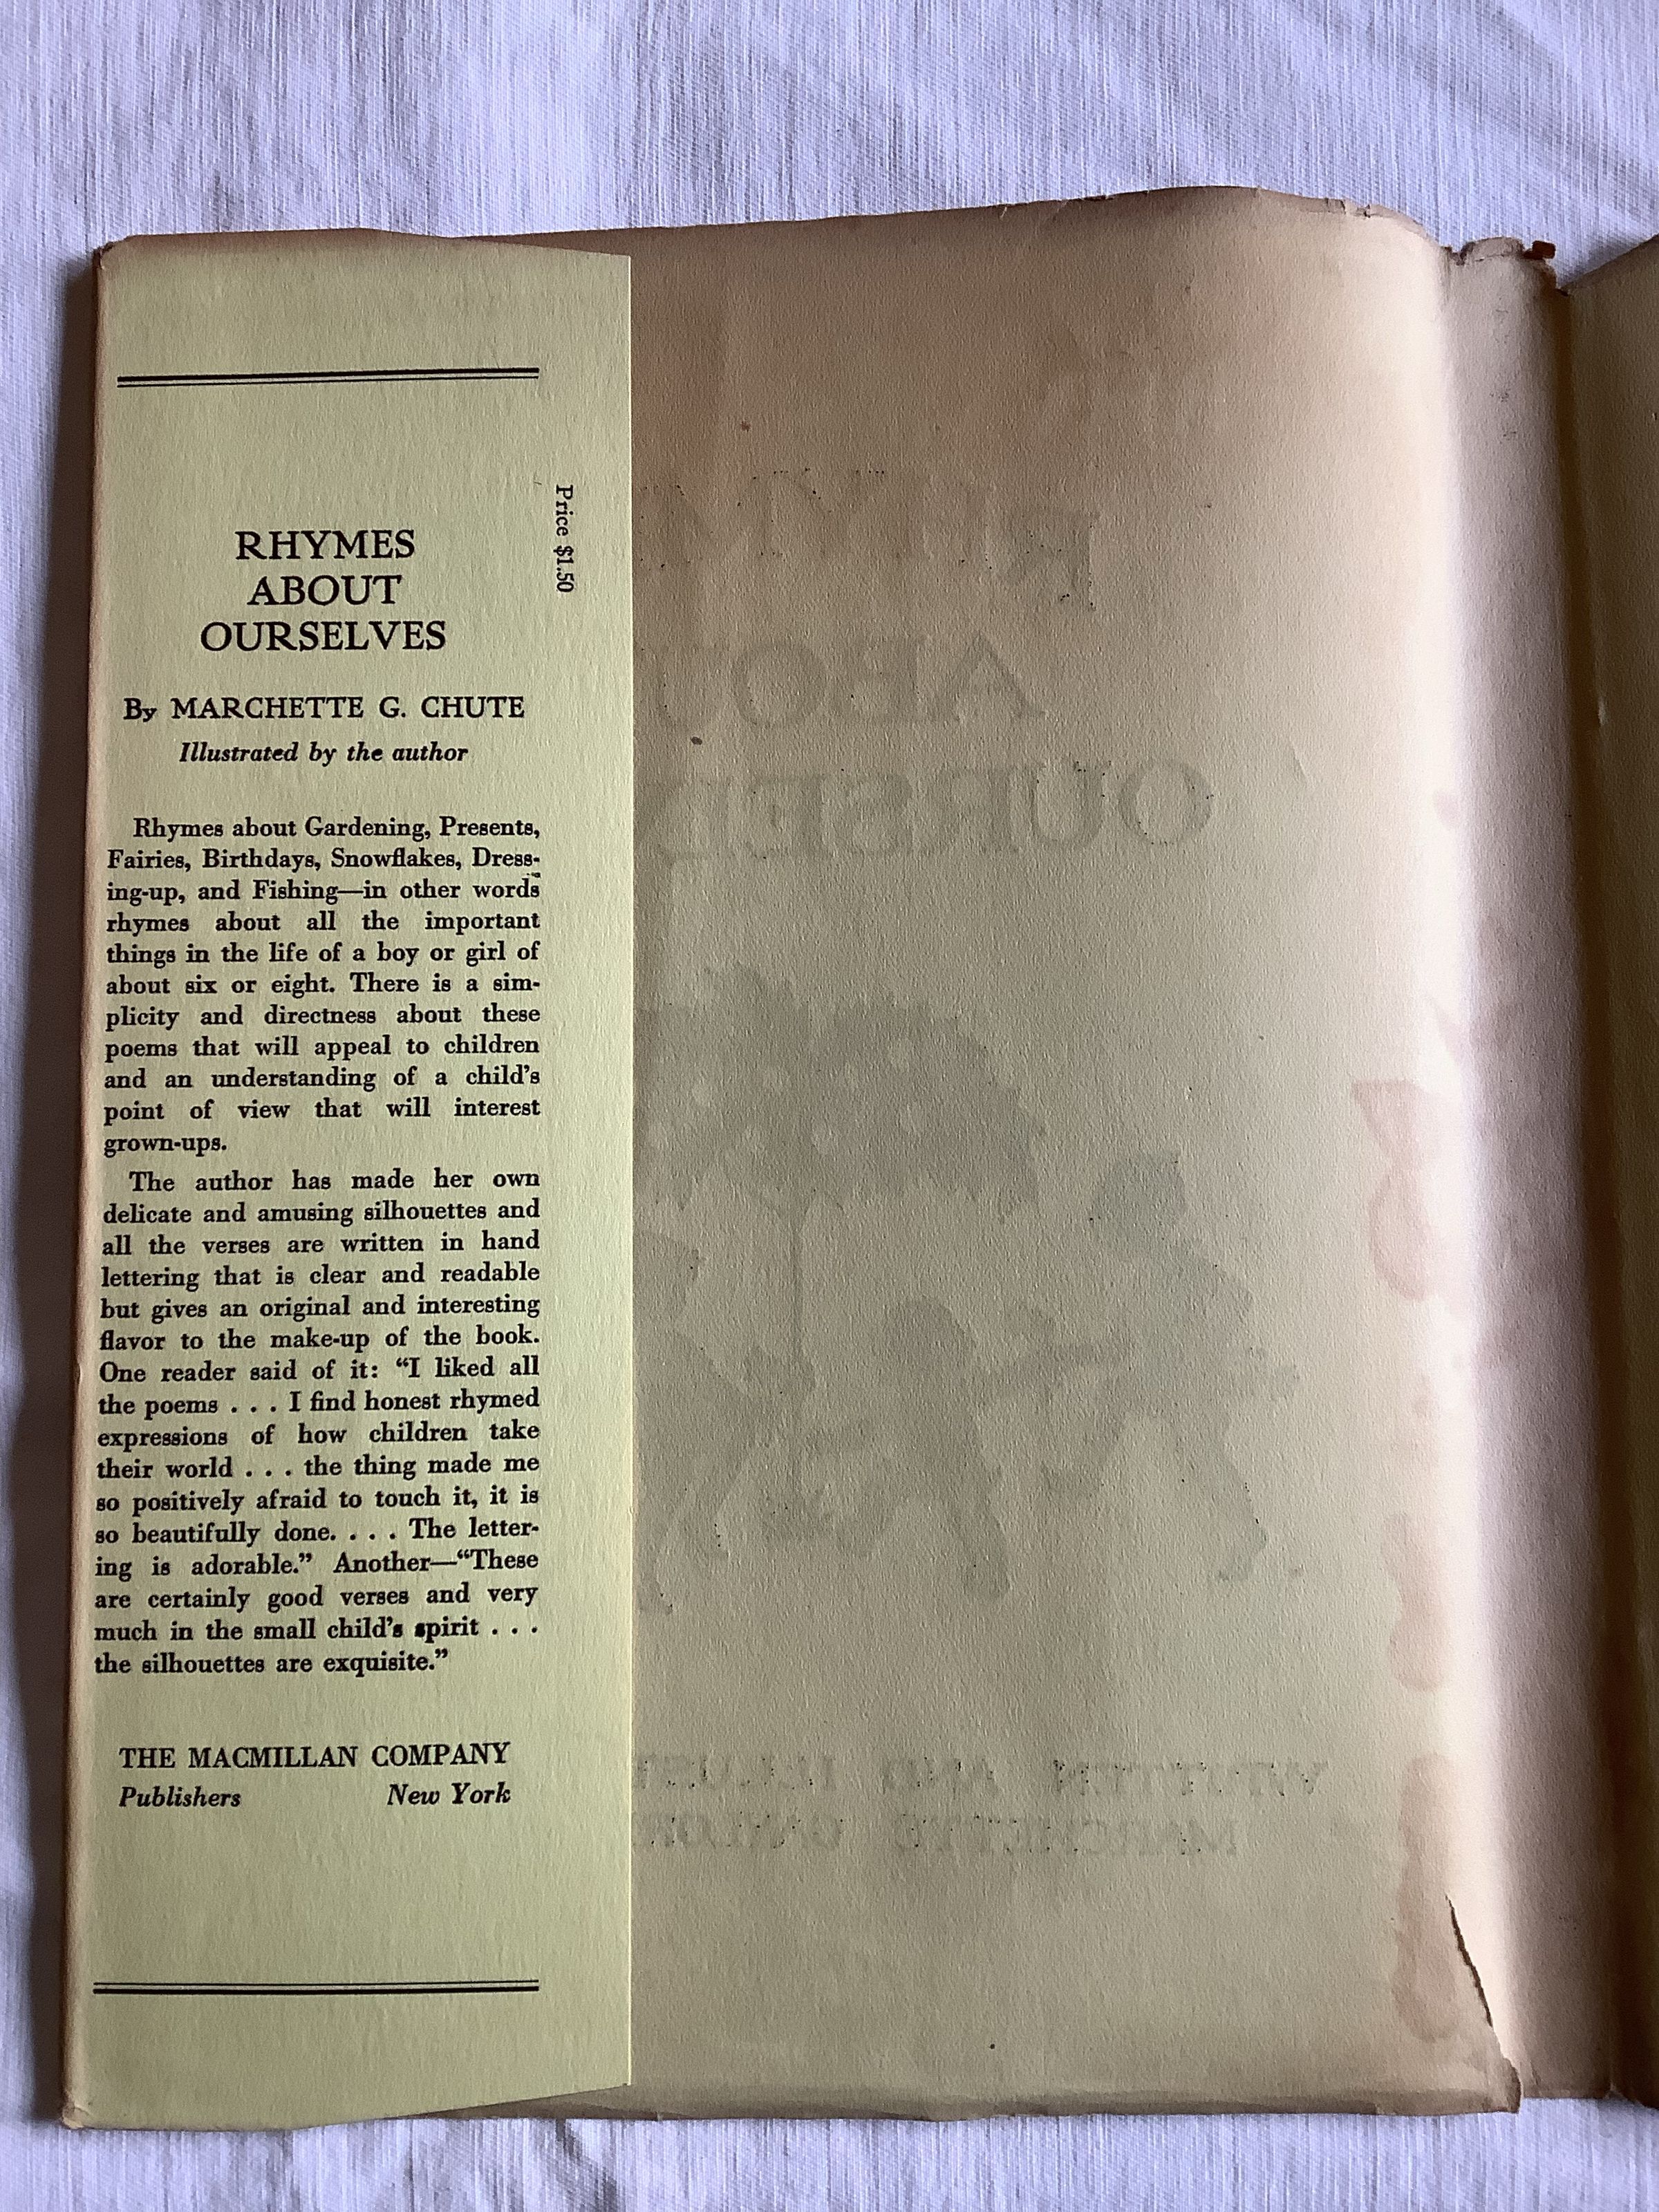 RHYMES
ABOUT
OURSELVES
Price $1.50
By MARCHETTE G. CHUTE
Illustrated by the author
Rhymes about Gardening, Presents,
Fairies, Birthdays, Snowflakes, Dress-
ing-up, and Fishing—in other words
rhymes about all the important
things in the life of a boy or girl of
about six or eight. There is a sim-
plicity and directness about these
poems that will appeal to children
and an understanding of a child's
point of view that will interest
grown-ups.
The author has made her own
delicate and amusing silhouettes and
all the verses are written in hand
lettering that is clear and readable
but gives an original and interesting
flavor to the make-up of the book.
One reader said of it: “I liked all
the poems . . . I find honest rhymed
expressions of how children take
their world . . . the thing made me
so positively afraid to touch it, it is
so beautifully done. . . . The letter-
ing is adorable.” Another—“These
are certainly good verses and very
much in the small child's spirit . . .
the silhouettes are exquisite.”
THE MACMILLAN COMPANY
Publishers New York